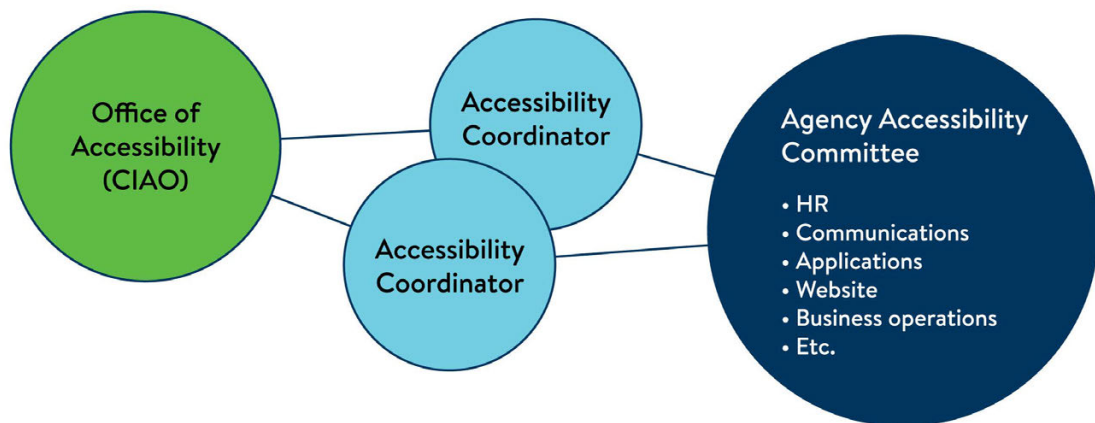 Office of
Accessibility
(CIAO)
Accessibility
Coordinator
Accessibility
Coordinator
Agency Accessibility
Committee
• HR
• Communications
• Applications
• Website
• Business operations
• Etc.